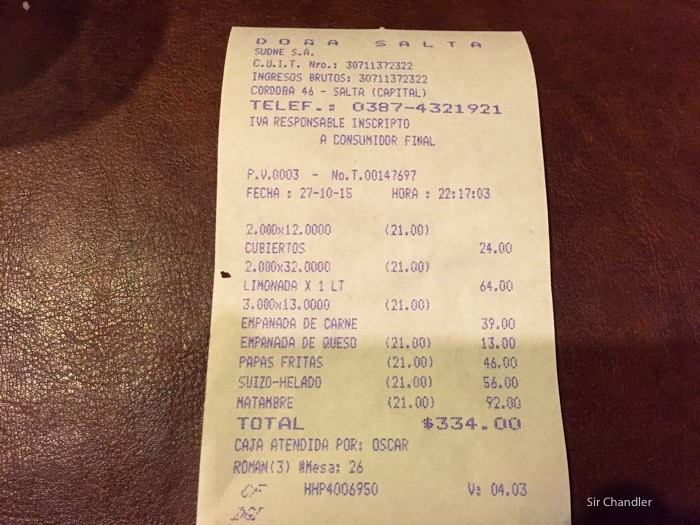 DOÑA SALTA
SUDNE S.A.
C.U.I.T. Nro.: 30711372322
INGRESOS BRUTOS: 30711372322
CORDOBA 46 - SALTA (CAPITAL)
TELEF.: 0387-4321921
IVA RESPONSABLE INSCRIPTO
A CONSUMIDOR FINAL
P.V.0003 - No.T.00147697
FECHA : 27-10-15 HORA : 22:17:03
2.000x12.0000 (21.00)
CUBIERTOS 24.00
2.000x32.0000 (21.00)
LIMONADA X 1 LT 64.00
3.000x13.0000 (21.00)
EMPANADA DE CARNE 39.00
EMPANADA DE QUESO (21.00) 13.00
PAPAS FRITAS (21.00) 46.00
SUIZO-HELADO (21.00) 56.00
MATAMBRE (21.00) 92.00
TOTAL $334.00
CAJA ATENDIDA POR: OSCAR
ROMAN(3) #Mesa: 26
CF HHP4006950 V: 04.03
DGI
Sir Chandler